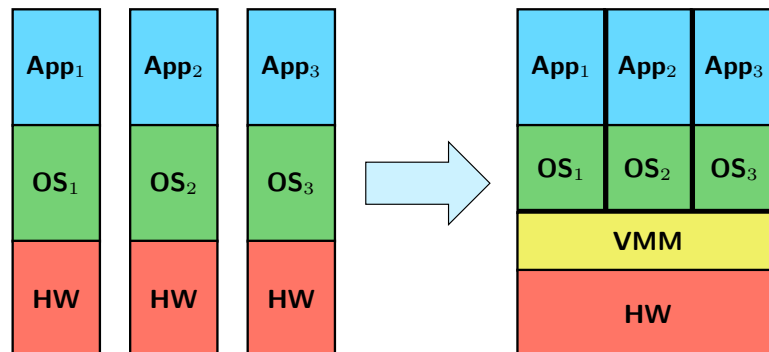 App₁ App₂ App₃ App₁ App₂ App₃
OS₁ OS₂ OS₃ OS₁ OS₂ OS₃
VMM
HW HW HW HW